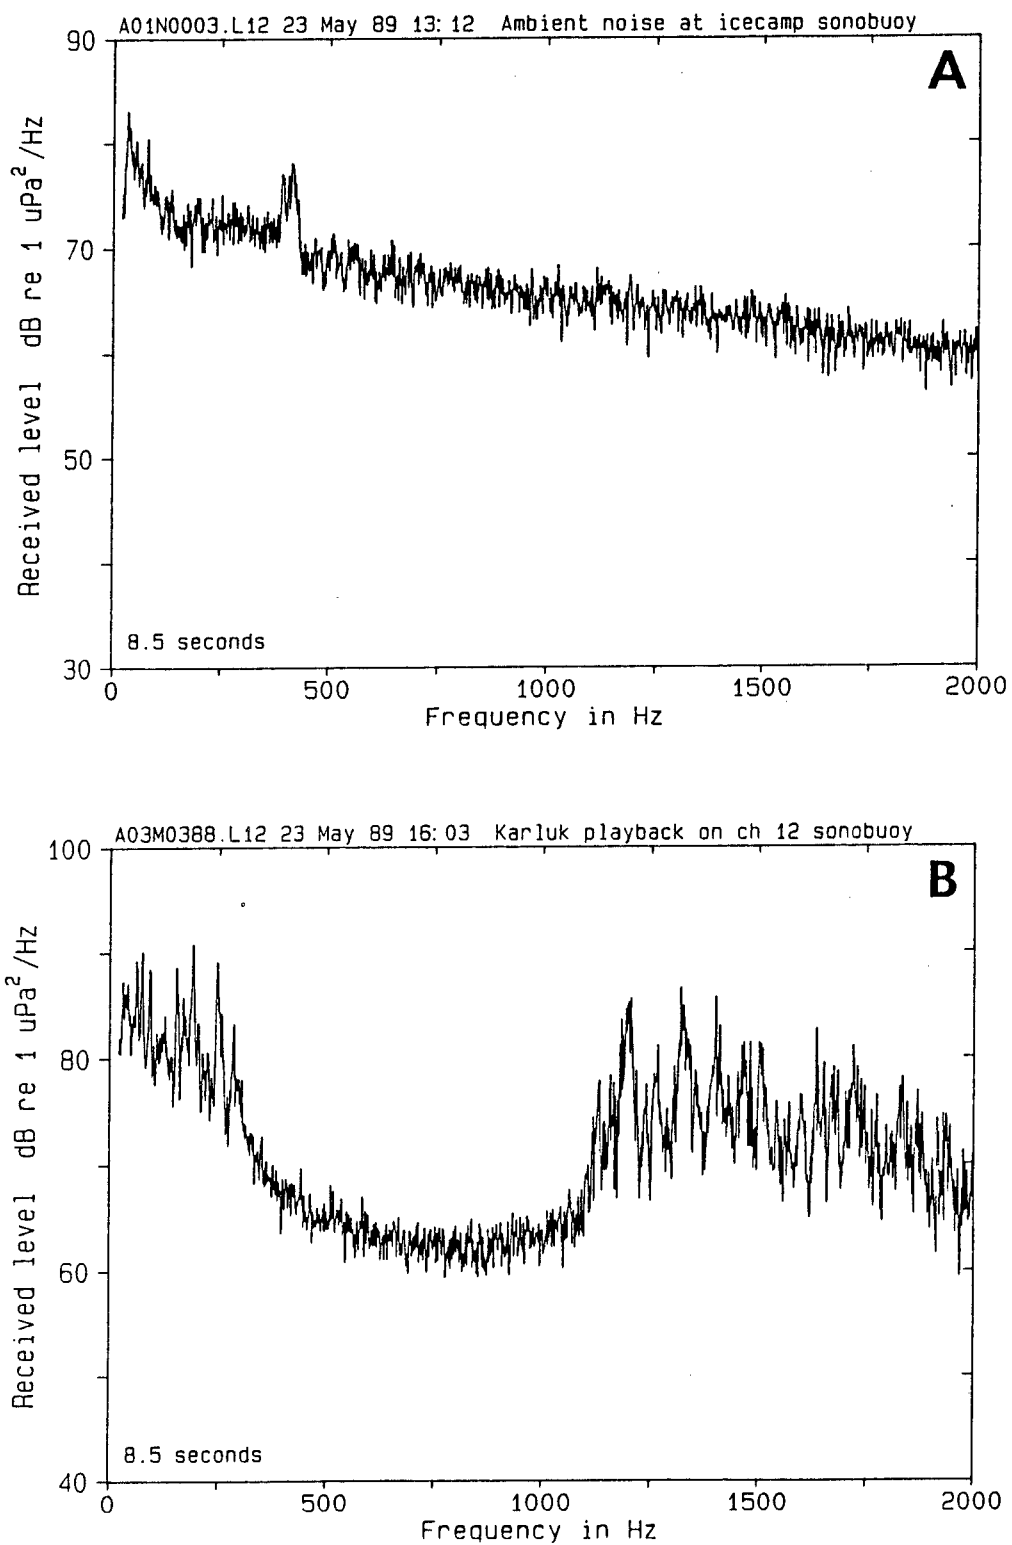 A01N0003.L12 23 May 89 13:12 Ambient noise at icecamp sonobuoy
A
90
70
50
30
Received level dB re 1 uPa²/Hz
8.5 seconds
0 500 1000 1500 2000
Frequency in Hz
A03M0388.L12 23 May 89 16:03 Karluk playback on ch 12 sonobuoy
B
100
80
60
40
Received level dB re 1 uPa²/Hz
8.5 seconds
0 500 1000 1500 2000
Frequency in Hz